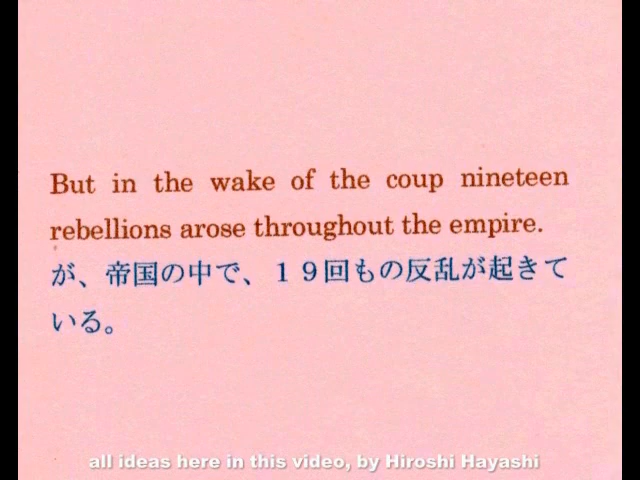 But in the wake of the coup nineteen
rebellions arose throughout the empire.
が、帝国の中で、１９回もの反乱が起きて
いる。
all ideas here in this video, by Hiroshi Hayashi